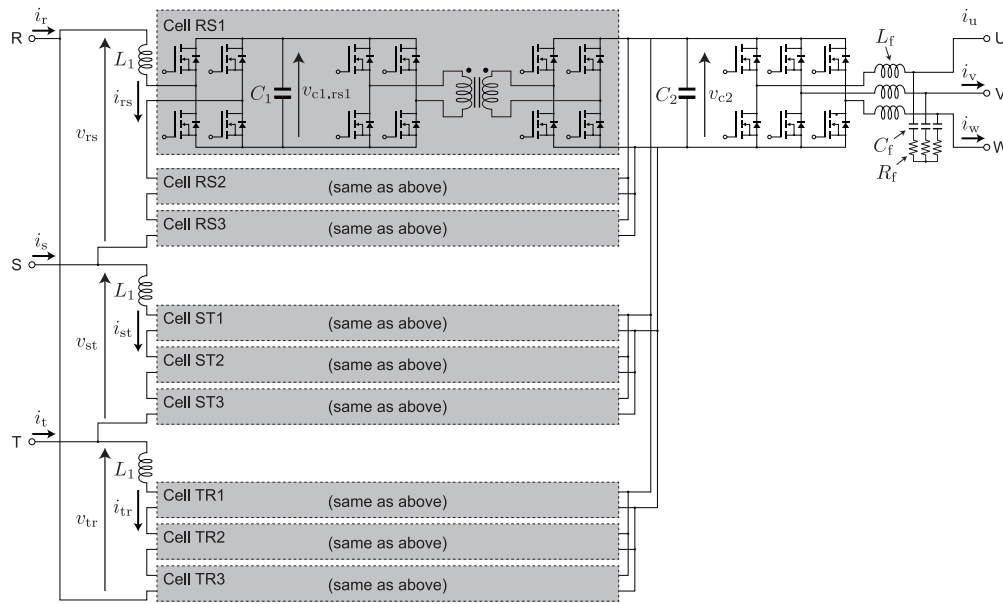 R
i_r
L_1
i_rs
v_rs
Cell RS1
C_1
v_c1,rs1
C_2
v_c2
L_f
i_u
U
i_v
V
i_w
W
C_f
R_f
Cell RS2 (same as above)
Cell RS3 (same as above)
i_s
S
L_1
i_st
v_st
Cell ST1 (same as above)
Cell ST2 (same as above)
Cell ST3 (same as above)
i_t
T
L_1
i_tr
v_tr
Cell TR1 (same as above)
Cell TR2 (same as above)
Cell TR3 (same as above)